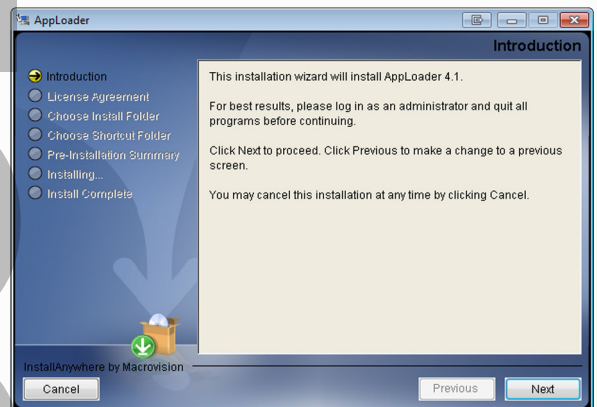 AppLoader
Introduction
Introduction
License Agreement
Choose Install Folder
Choose Shortcut Folder
Pre-Installation Summary
Installing...
Install Complete
This installation wizard will install AppLoader 4.1.
For best results, please log in as an administrator and quit all
programs before continuing.
Click Next to proceed. Click Previous to make a change to a previous
screen.
You may cancel this installation at any time by clicking Cancel.
InstallAnywhere by Macrovision
Cancel
Previous
Next